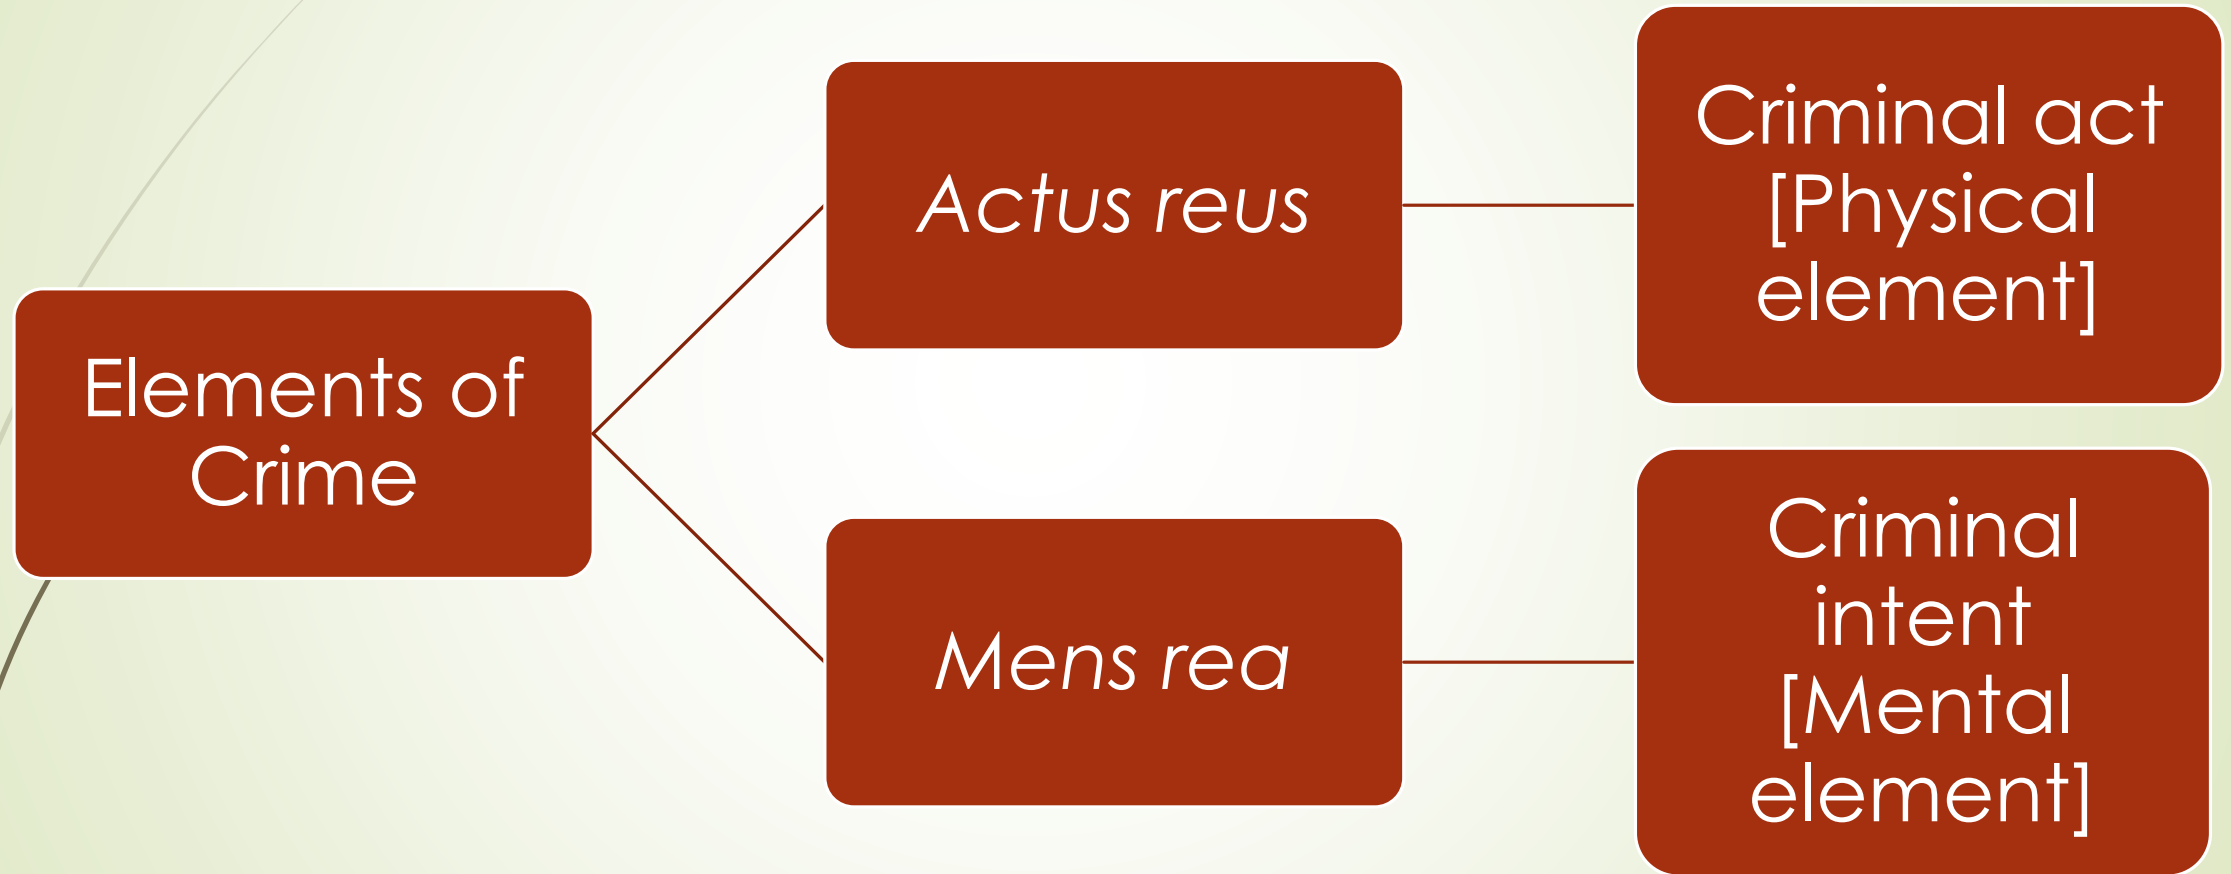 Elements of
Crime
Actus reus
Criminal act
[Physical
element]
Mens rea
Criminal
intent
[Mental
element]